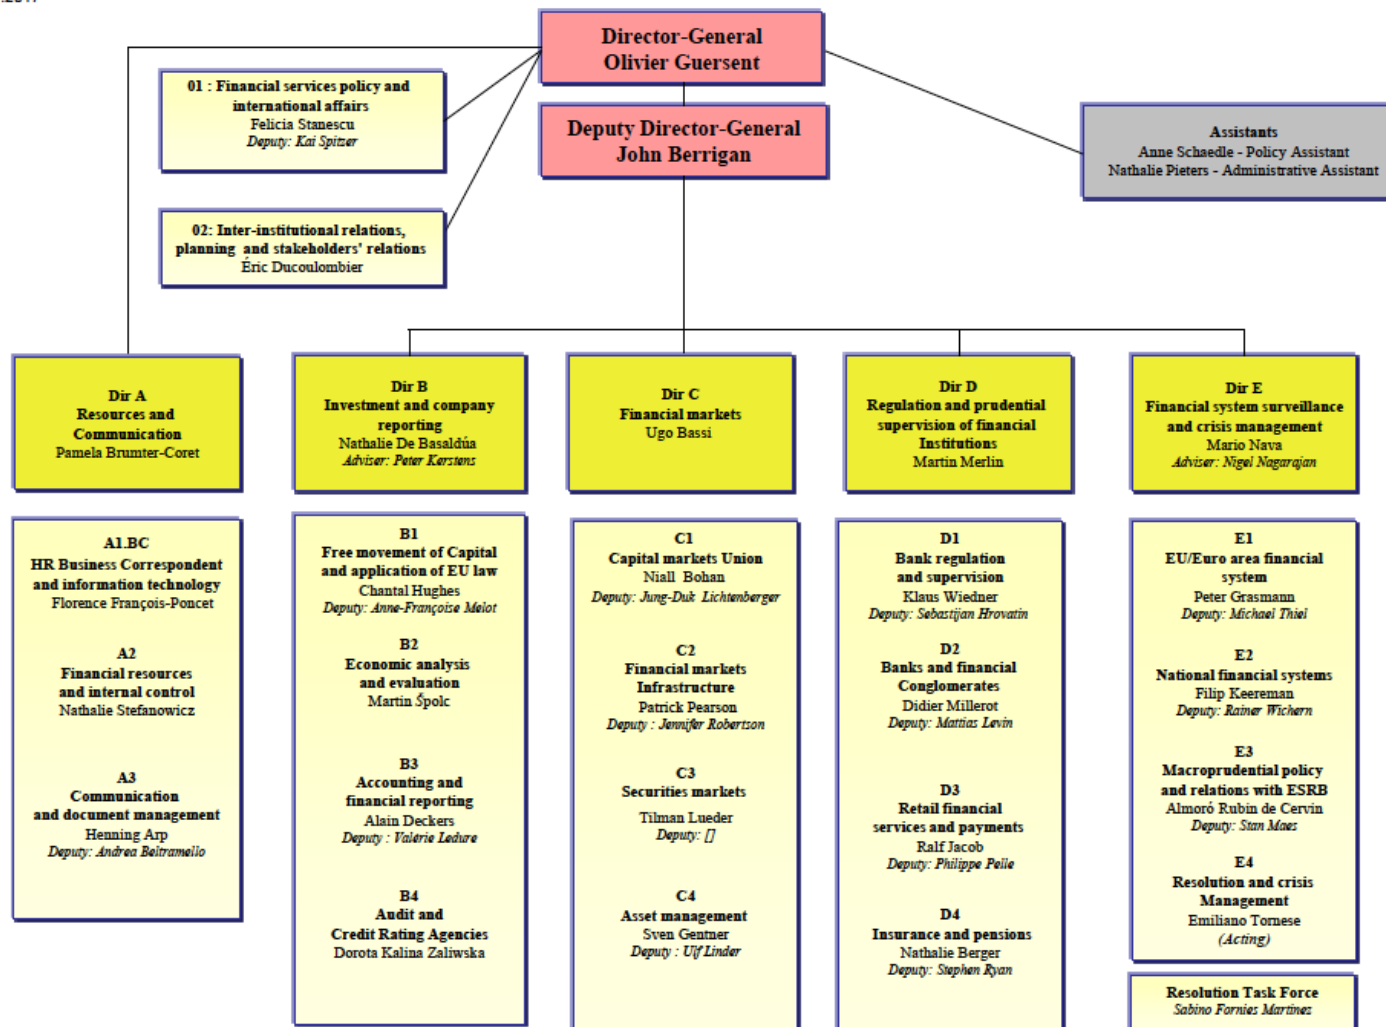 Director-General
Olivier Guersent
01 : Financial services policy and
international affairs
Felicia Stanescu
Deputy: Kai Spitzer
Deputy Director-General
John Berrigan
Assistants
Anne Schaedle - Policy Assistant
Nathalie Pieters - Administrative Assistant
02: Inter-institutional relations,
planning and stakeholders' relations
Éric Ducoulombier
Dir A
Resources and
Communication
Pamela Brumter-Coret
Dir B
Investment and company
reporting
Nathalie De Basaldúa
Adviser: Peter Kerstens
Dir C
Financial markets
Ugo Bassi
Dir D
Regulation and prudential
supervision of financial
Institutions
Martin Merlin
Dir E
Financial system surveillance
and crisis management
Mario Nava
Adviser: Nigel Nagarajan
A1.BC
HR Business Correspondent
and information technology
Florence François-Poncet
A2
Financial resources
and internal control
Nathalie Stefanowicz
A3
Communication
and document management
Henning Arp
Deputy: Andrea Beltramello
B1
Free movement of Capital
and application of EU law
Chantal Hughes
Deputy: Anne-Françoise Melot
B2
Economic analysis
and evaluation
Martin Špolc
B3
Accounting and
financial reporting
Alain Deckers
Deputy : Valérie Ledure
B4
Audit and
Credit Rating Agencies
Dorota Kalina Zaliwska
C1
Capital markets Union
Niall Bohan
Deputy: Jung-Duk Lichtenberger
C2
Financial markets
Infrastructure
Patrick Pearson
Deputy : Jennifer Robertson
C3
Securities markets
Tilman Lueder
Deputy: []
C4
Asset management
Sven Gentner
Deputy : Ulf Linder
D1
Bank regulation
and supervision
Klaus Wiedner
Deputy: Sebastijan Hrovatin
D2
Banks and financial
Conglomerates
Didier Millerot
Deputy: Mattias Levin
D3
Retail financial
services and payments
Ralf Jacob
Deputy: Philippe Pelle
D4
Insurance and pensions
Nathalie Berger
Deputy: Stephen Ryan
E1
EU/Euro area financial
system
Peter Grasmann
Deputy: Michael Thiel
E2
National financial systems
Filip Keereman
Deputy: Rainer Wichern
E3
Macroprudential policy
and relations with ESRB
Almoró Rubin de Cervin
Deputy: Stan Maes
E4
Resolution and crisis
Management
Emiliano Tornese
(Acting)
Resolution Task Force
Sabino Fornies Martinez